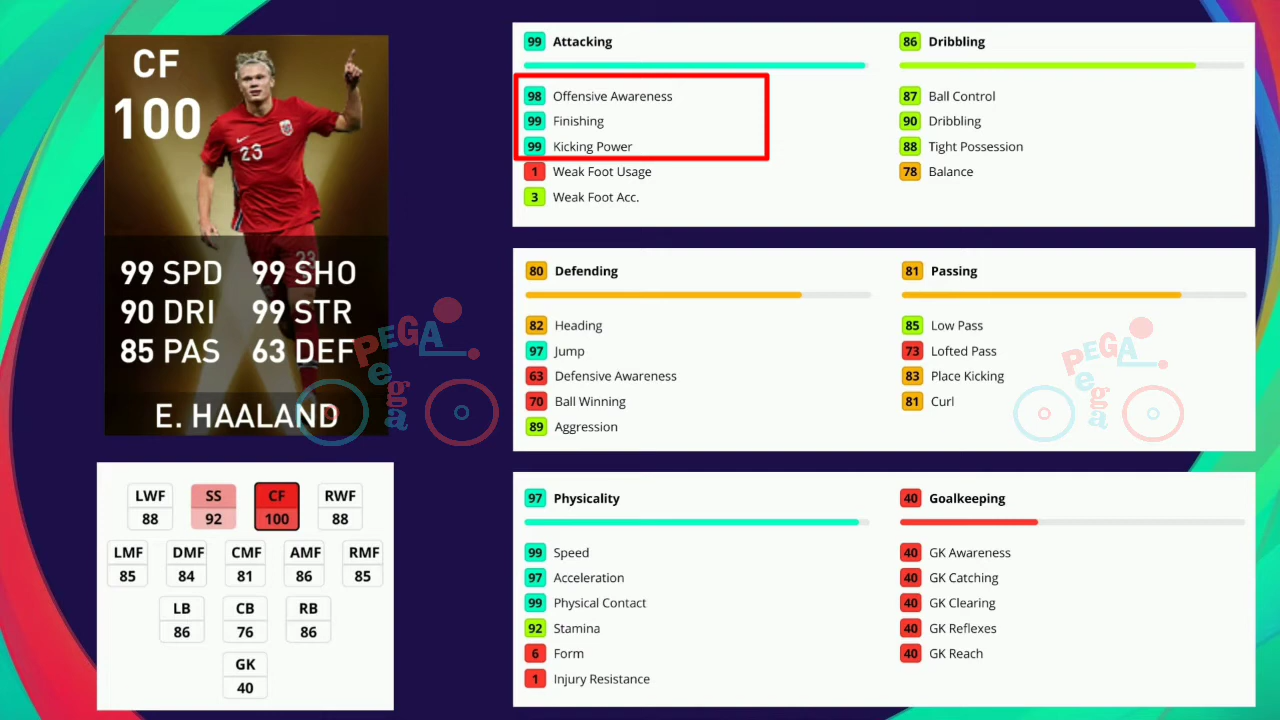 CF
100
23
23
99 SPD 99 SHO
90 DRI 99 STR
85 PAS 63 DEF
E. HAALAND
PEGA
Pega
LWF SS CF RWF
88 92 100 88
LMF DMF CMF AMF RMF
85 84 81 86 85
LB CB RB
86 76 86
GK
40
99 Attacking
98 Offensive Awareness
99 Finishing
99 Kicking Power
1 Weak Foot Usage
3 Weak Foot Acc.
86 Dribbling
87 Ball Control
90 Dribbling
88 Tight Possession
78 Balance
80 Defending
82 Heading
97 Jump
63 Defensive Awareness
70 Ball Winning
89 Aggression
81 Passing
85 Low Pass
73 Lofted Pass
83 Place Kicking
81 Curl
PEGA
Pega
97 Physicality
99 Speed
97 Acceleration
99 Physical Contact
92 Stamina
6 Form
1 Injury Resistance
40 Goalkeeping
40 GK Awareness
40 GK Catching
40 GK Clearing
40 GK Reflexes
40 GK Reach